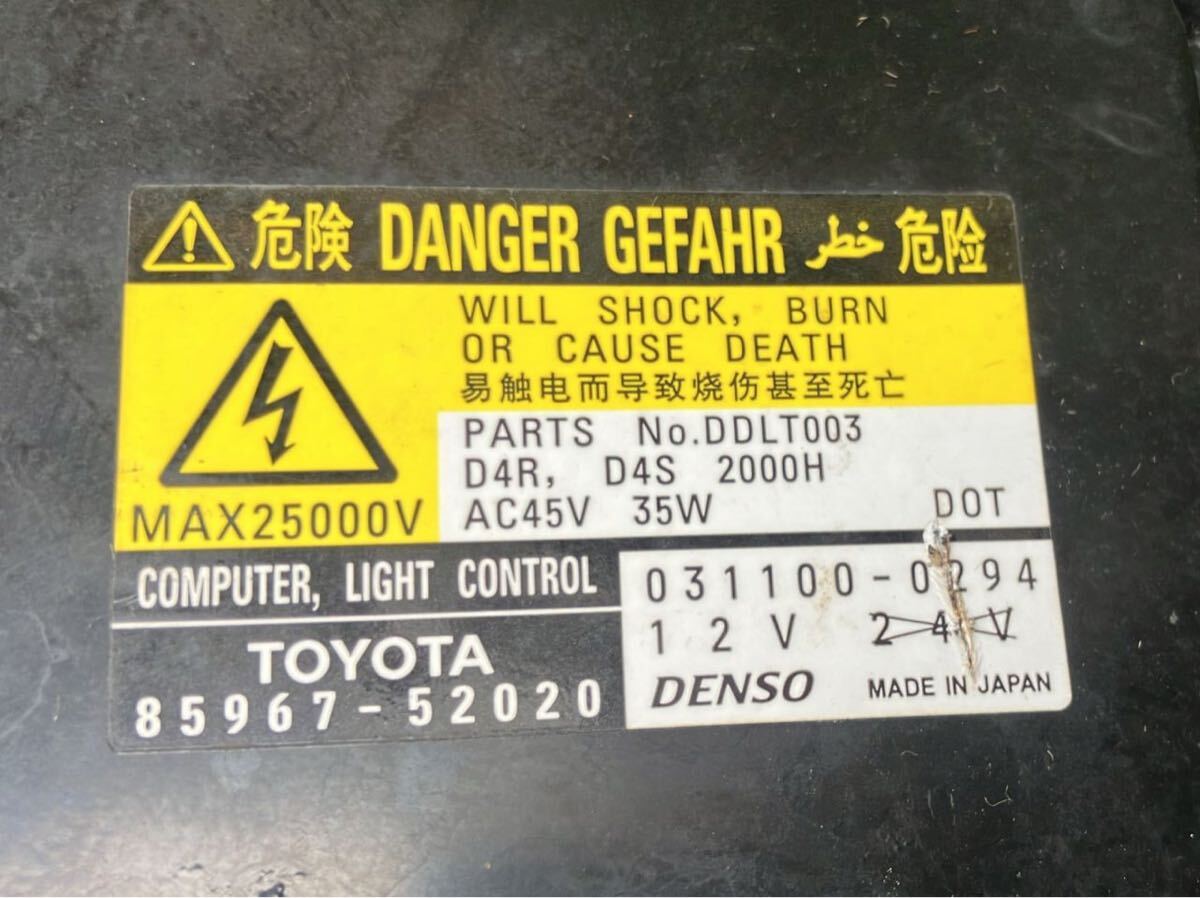 危険 DANGER GEFAHR خطر 危险
WILL SHOCK, BURN
OR CAUSE DEATH
易触电而导致烧伤甚至死亡
MAX25000V
PARTS No.DDLT003
D4R, D4S 2000H
AC45V 35W DOT
COMPUTER, LIGHT CONTROL
TOYOTA
85967-52020
031100-0294
12V 24V
DENSO MADE IN JAPAN